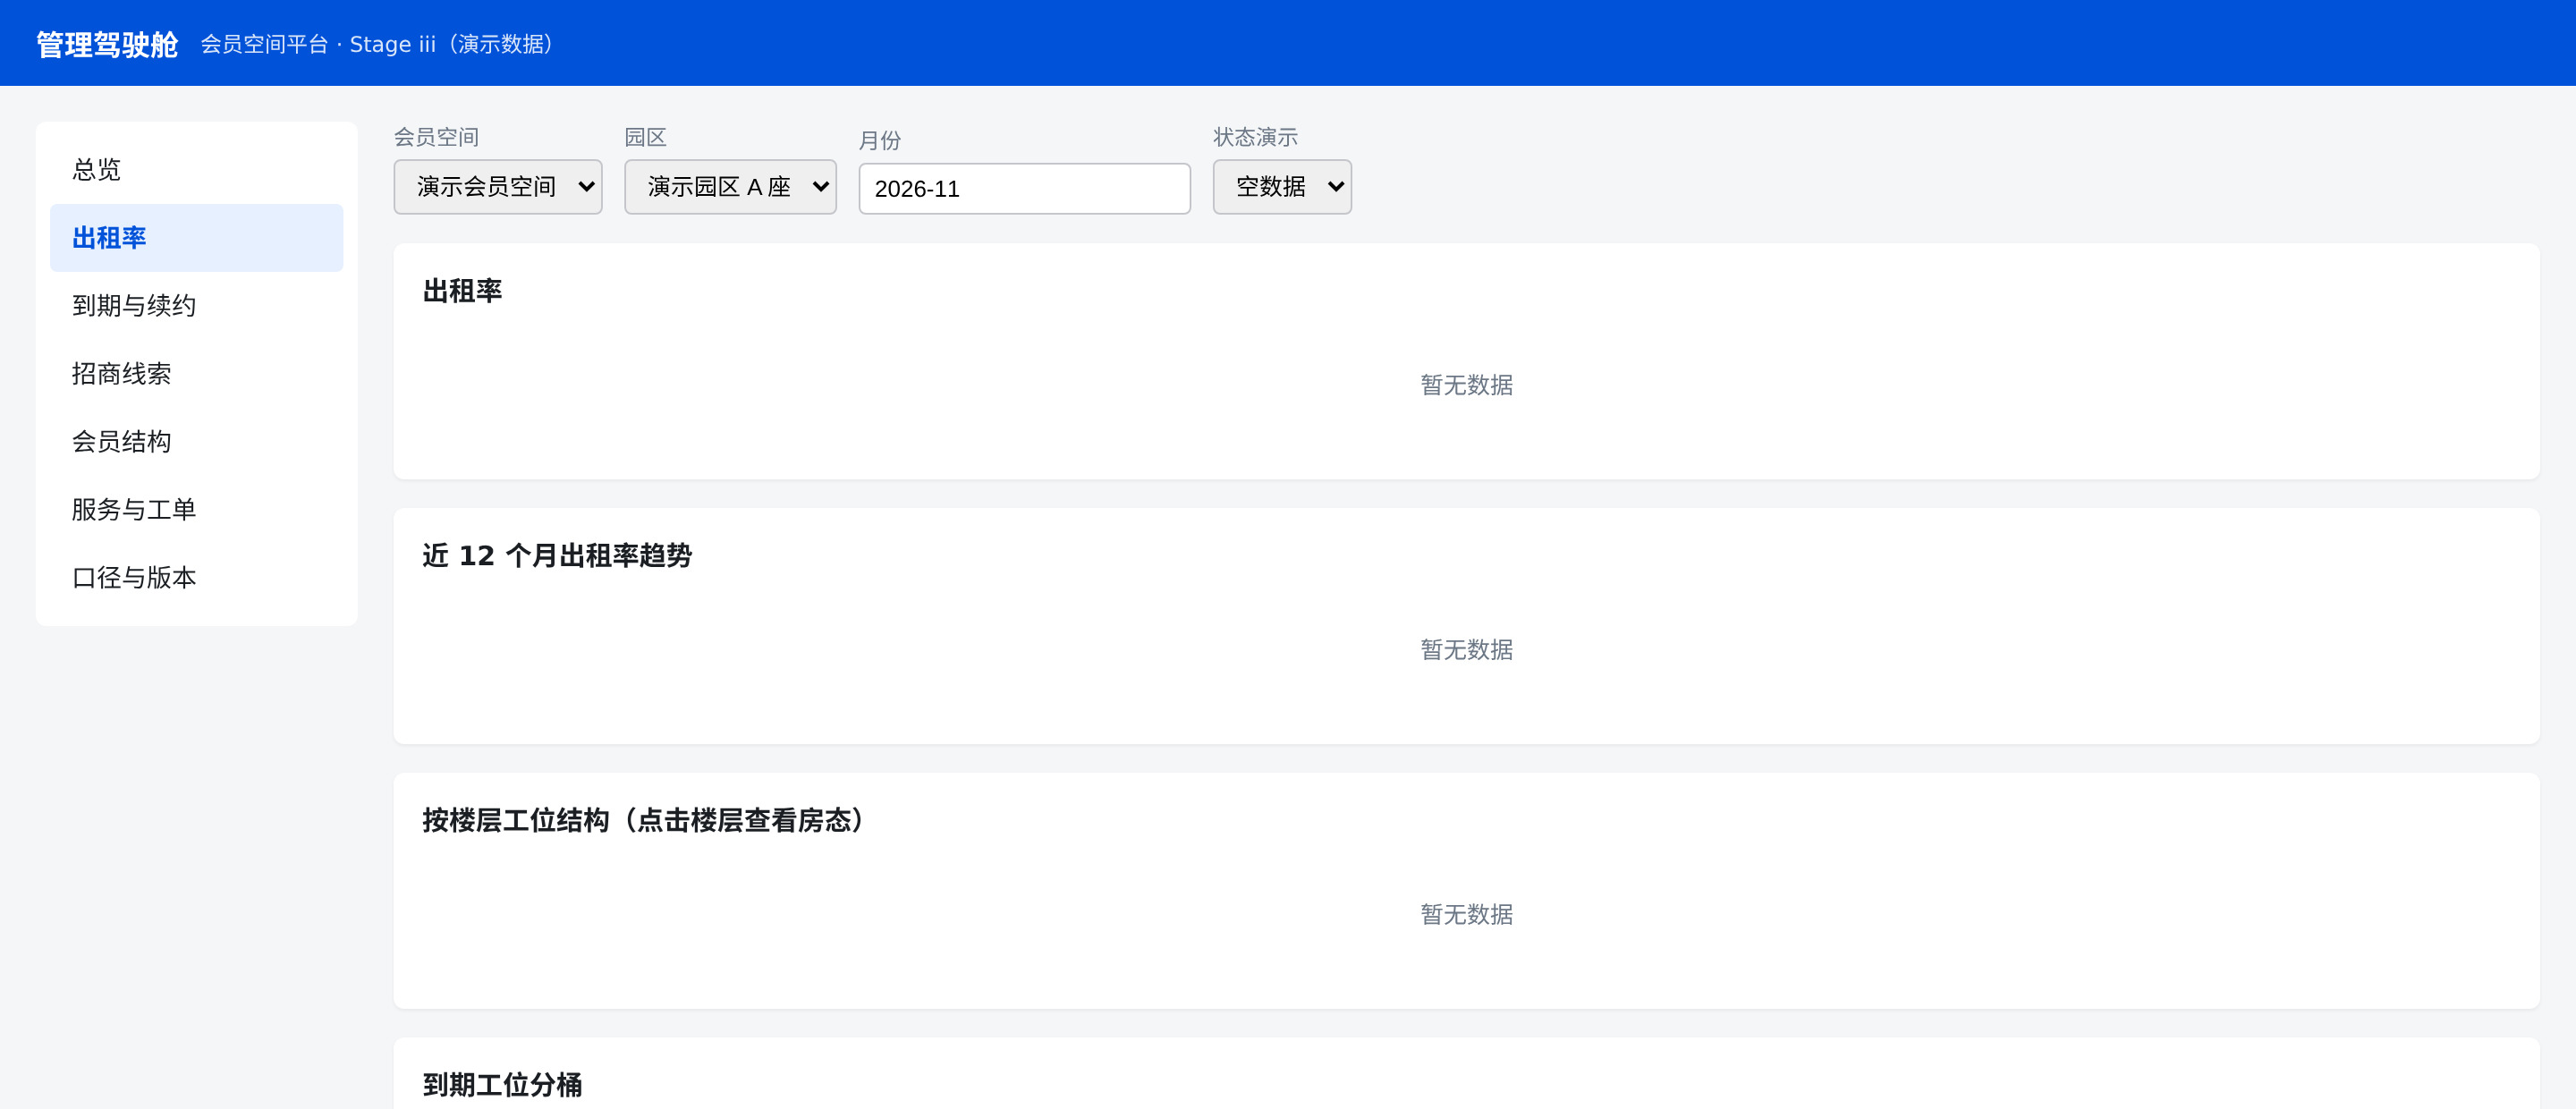 管理驾驶舱 会员空间平台 · Stage iii（演示数据）
总览
出租率
到期与续约
招商线索
会员结构
服务与工单
口径与版本
会员空间 园区 月份 状态演示
演示会员空间 演示园区 A 座 2026-11 空数据
出租率
暂无数据
近 12 个月出租率趋势
暂无数据
按楼层工位结构（点击楼层查看房态）
暂无数据
到期工位分桶